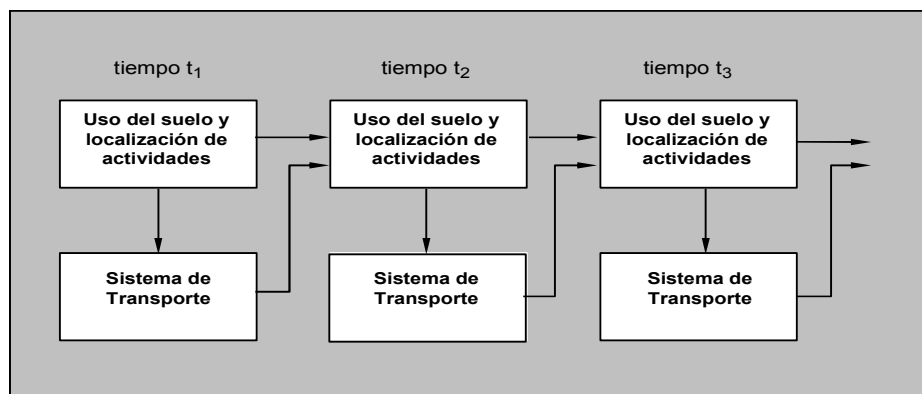 tiempo t₁
tiempo t₂
tiempo t₃
Uso del suelo y
localización de
actividades
Uso del suelo y
localización de
actividades
Uso del suelo y
localización de
actividades
Sistema de
Transporte
Sistema de
Transporte
Sistema de
Transporte